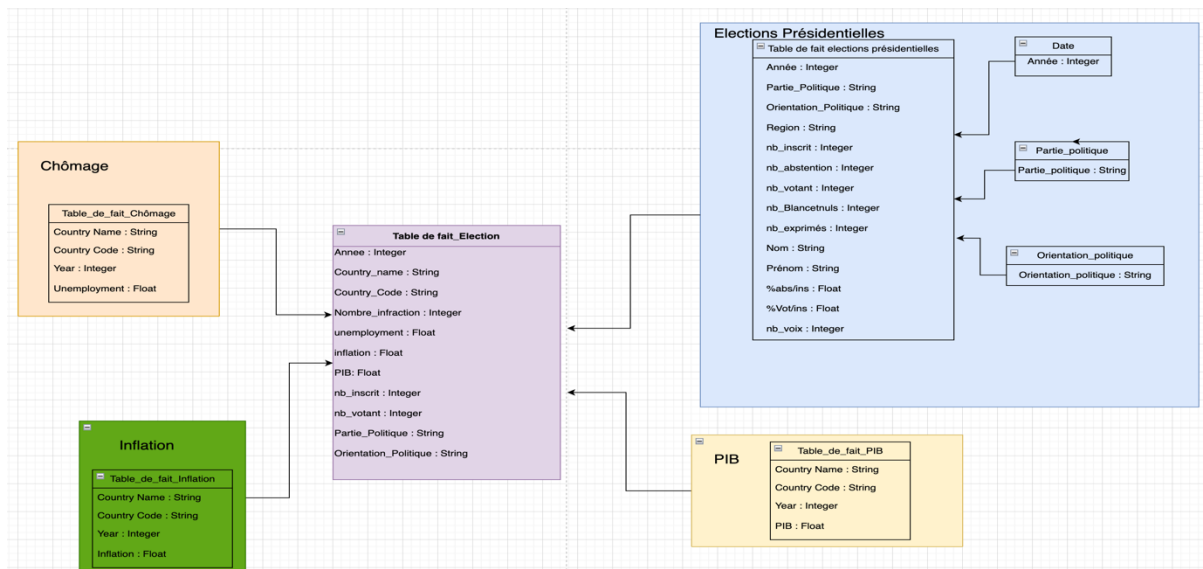 Elections Présidentielles
Table de fait elections présidentielles
Année : Integer
Partie_Politique : String
Orientation_Politique : String
Region : String
nb_inscrit : Integer
nb_abstention : Integer
nb_votant : Integer
nb_Blancetnuls : Integer
nb_exprimés : Integer
Nom : String
Prénom : String
%abs/ins : Float
%Vot/ins : Float
nb_voix : Integer
Date
Année : Integer
Partie_politique
Partie_politique : String
Orientation_politique
Orientation_politique : String
Chômage
Table_de_fait_Chômage
Country Name : String
Country Code : String
Year : Integer
Unemployment : Float
Table de fait_Election
Annee : Integer
Country_name : String
Country_Code : String
Nombre_infraction : Integer
unemployment : Float
inflation : Float
PIB: Float
nb_inscrit : Integer
nb_votant : Integer
Partie_Politique : String
Orientation_Politique : String
Inflation
Table_de_fait_Inflation
Country Name : String
Country Code : String
Year : Integer
Inflation : Float
PIB
Table_de_fait_PIB
Country Name : String
Country Code : String
Year : Integer
PIB : Float